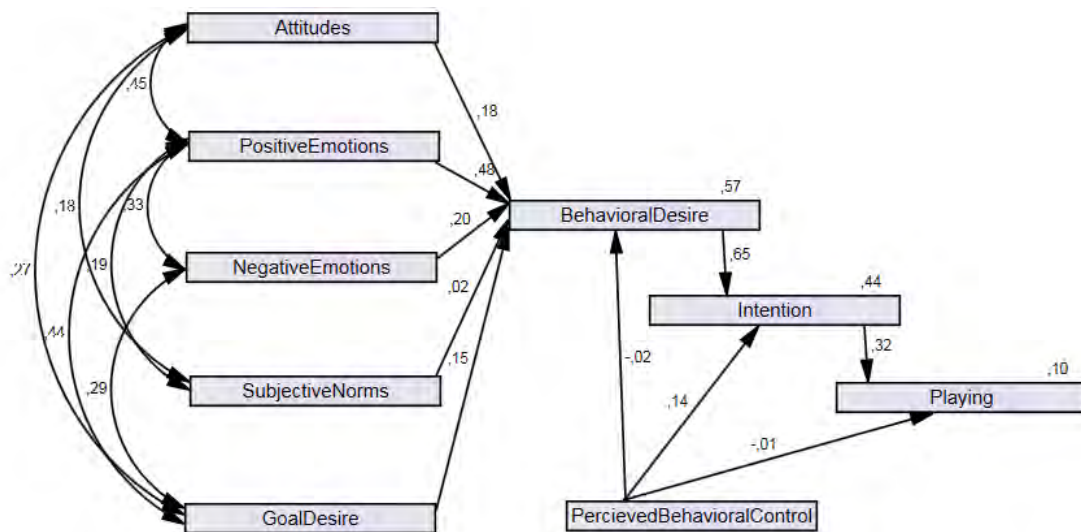 Attitudes
,45
,18
PositiveEmotions
,48
,57
,18
,33
,20
BehavioralDesire
,27
,19
NegativeEmotions
,02
,65
,44
Intention
,44
,15
-,02
,32
,29
SubjectiveNorms
,14
,10
Playing
-,01
GoalDesire
PercievedBehavioralControl